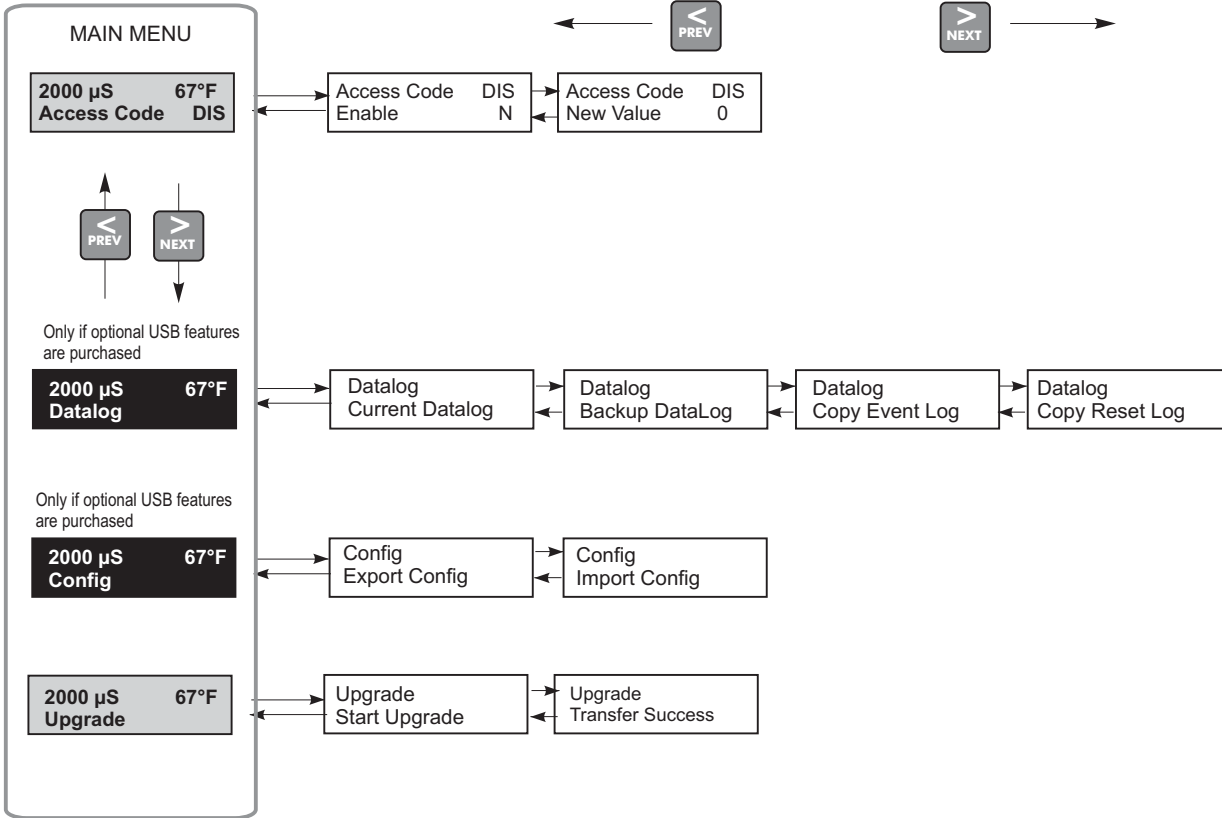 MAIN MENU
< PREV
> NEXT
2000 µS 67°F
Access Code DIS
Access Code DIS
Enable N
Access Code DIS
New Value 0
< PREV
> NEXT
Only if optional USB features
are purchased
2000 µS 67°F
Datalog
Datalog
Current Datalog
Datalog
Backup DataLog
Datalog
Copy Event Log
Datalog
Copy Reset Log
Only if optional USB features
are purchased
2000 µS 67°F
Config
Config
Export Config
Config
Import Config
2000 µS 67°F
Upgrade
Upgrade
Start Upgrade
Upgrade
Transfer Success